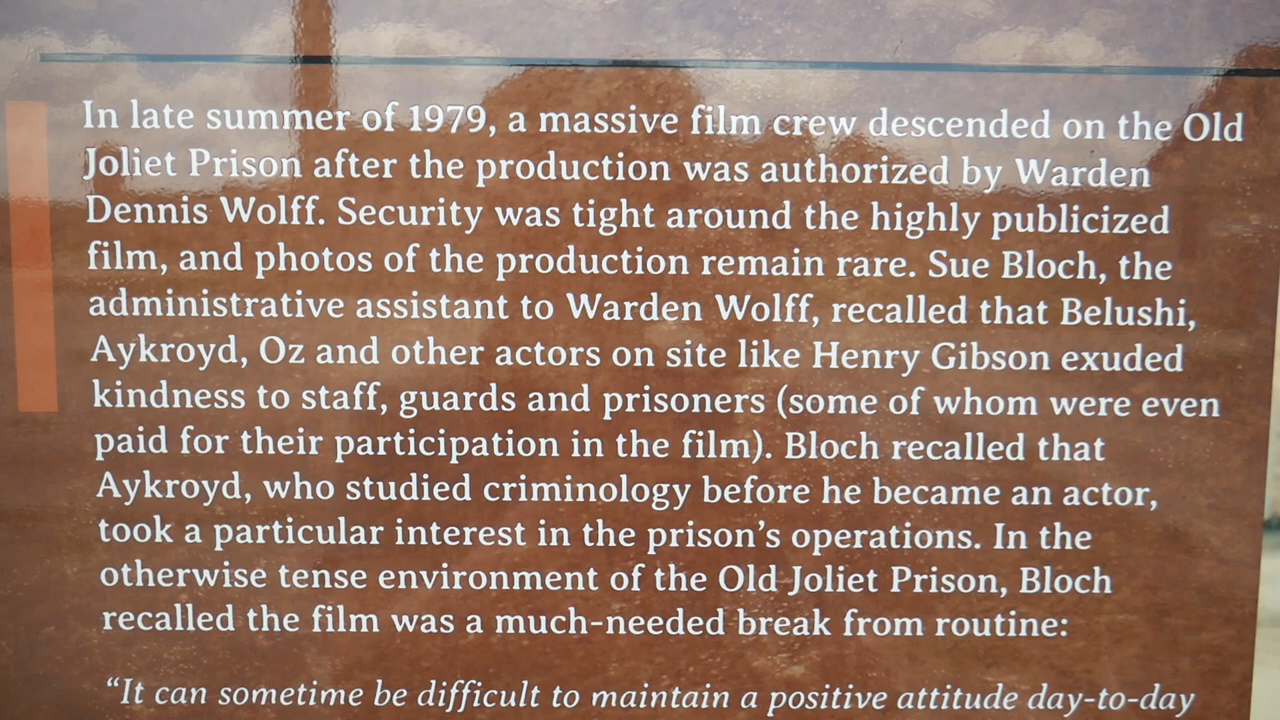 In late summer of 1979, a massive film crew descended on the Old
Joliet Prison after the production was authorized by Warden
Dennis Wolff. Security was tight around the highly publicized
film, and photos of the production remain rare. Sue Bloch, the
administrative assistant to Warden Wolff, recalled that Belushi,
Aykroyd, Oz and other actors on site like Henry Gibson exuded
kindness to staff, guards and prisoners (some of whom were even
paid for their participation in the film). Bloch recalled that
Aykroyd, who studied criminology before he became an actor,
took a particular interest in the prison’s operations. In the
otherwise tense environment of the Old Joliet Prison, Bloch
recalled the film was a much-needed break from routine:
“It can sometime be difficult to maintain a positive attitude day-to-day